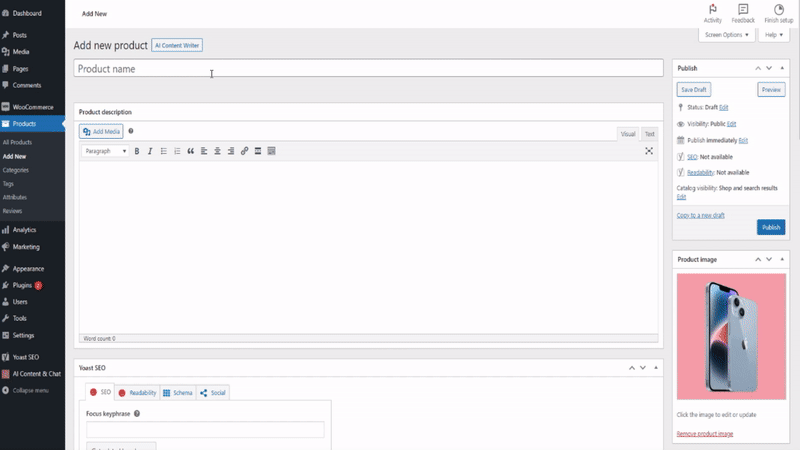 Dashboard
Posts
Media
Pages
Comments
WooCommerce
Products
All Products
Add New
Categories
Tags
Attributes
Reviews
Analytics
Marketing
Appearance
Plugins
Users
Tools
Settings
Yoast SEO
AI Content & Chat
Collapse menu
Add New
Activity
Feedback
Finish setup
Screen Options
Help
Add new product
AI Content Writer
Product name
Product description
Add Media
Visual
Text
Paragraph
Word count: 0
Yoast SEO
SEO
Readability
Schema
Social
Focus keyphrase
Publish
Save Draft
Preview
Status: Draft Edit
Visibility: Public Edit
Publish immediately Edit
SEO: Not available
Readability: Not available
Catalog visibility: Shop and search results
Edit
Copy to a new draft
Publish
Product image
Click the image to edit or update
Remove product image